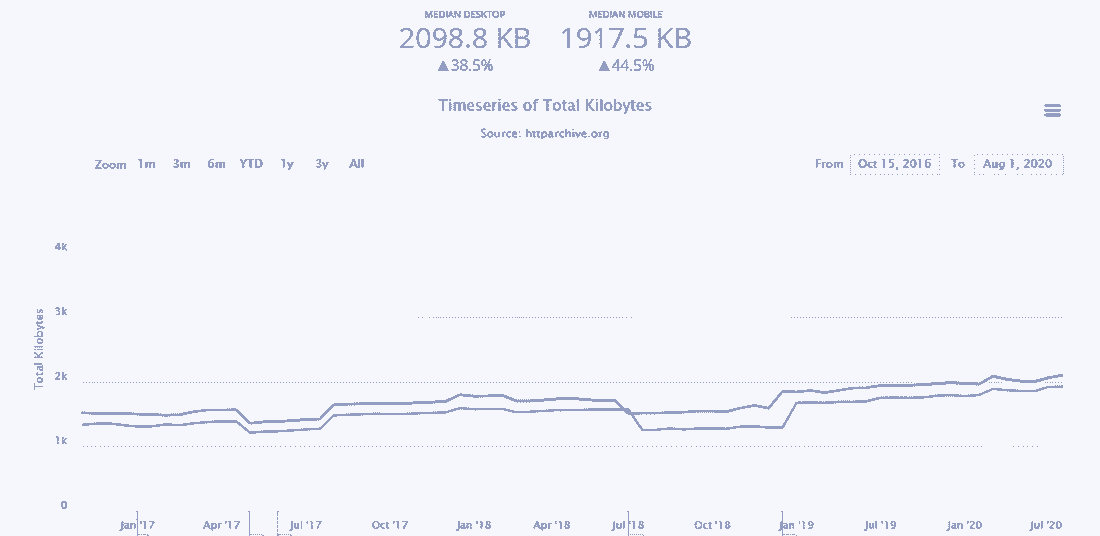 MEDIAN DESKTOP MEDIAN MOBILE
2098.8 KB 1917.5 KB
▲38.5% ▲44.5%
Timeseries of Total Kilobytes
Source: httparchive.org
Zoom 1m 3m 6m YTD 1y 3y All From Oct 15, 2016 To Aug 1, 2020
4k
3k
Total Kilobytes
2k
1k
0
Jan '17 Apr '17 Jul '17 Oct '17 Jan '18 Apr '18 Jul '18 Oct '18 Jan '19 Jul '19 Jan '20 Jul '20